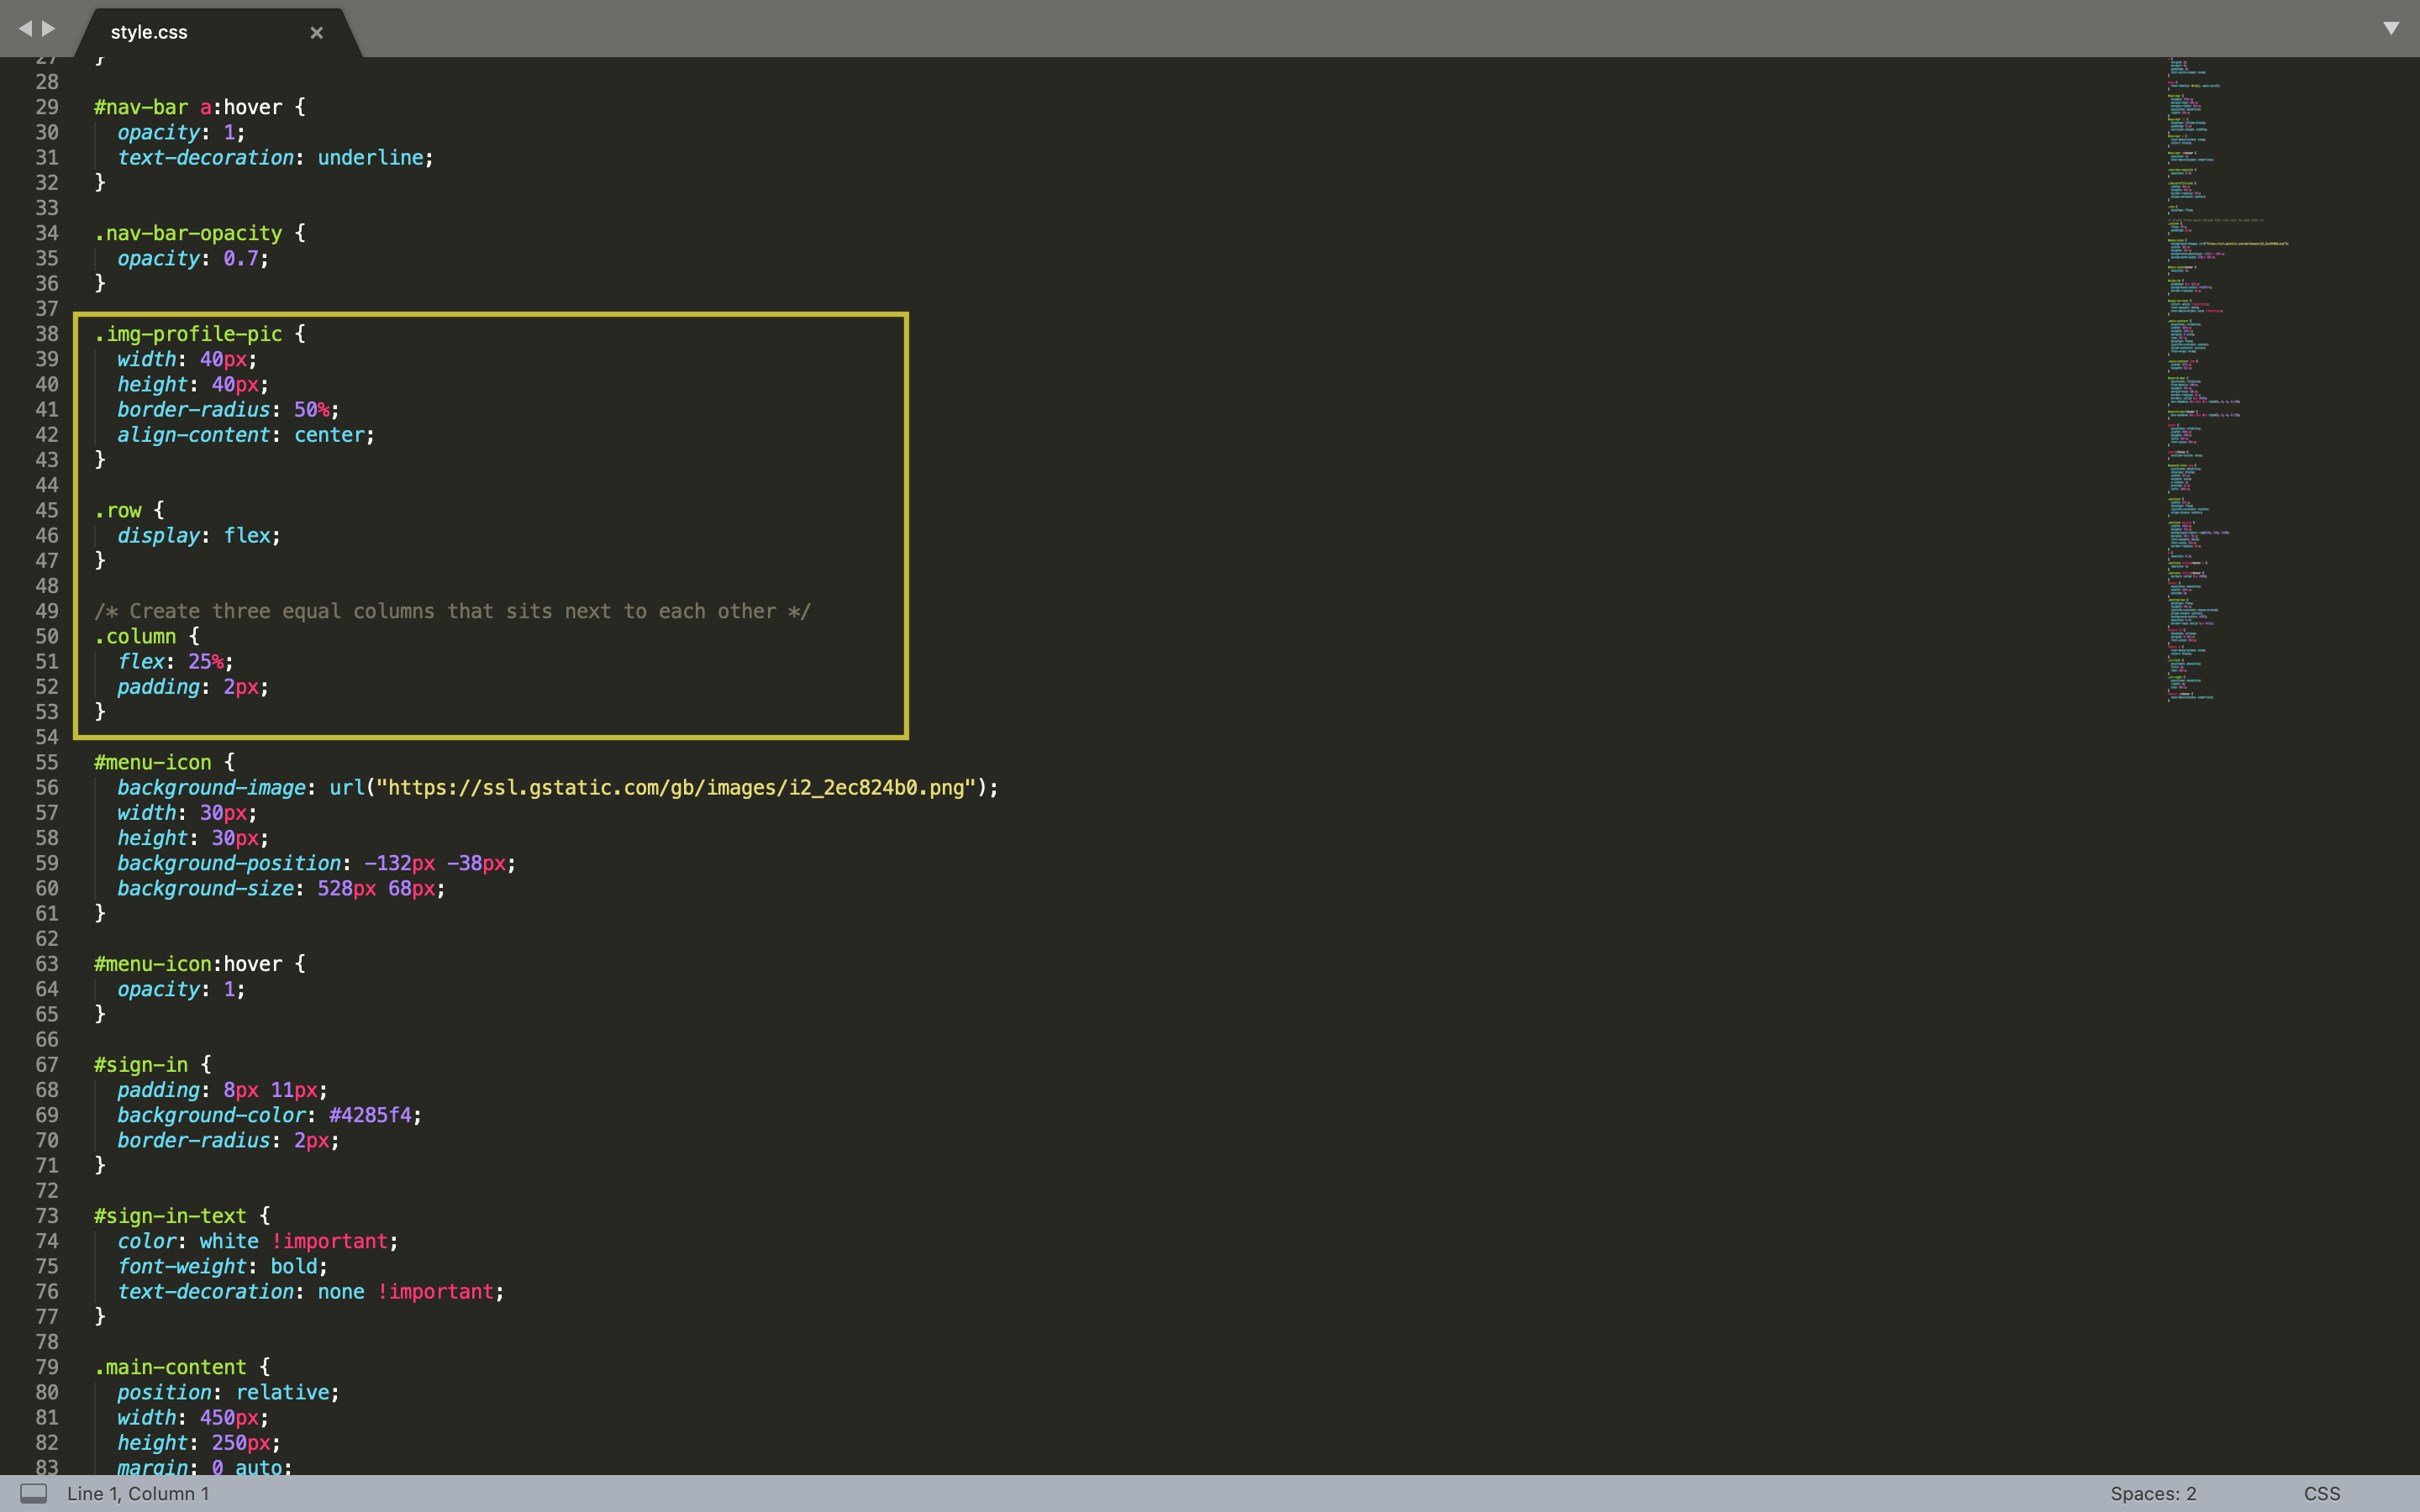 style.css ×
27 }
28
29 #nav-bar a:hover {
30 opacity: 1;
31 text-decoration: underline;
32 }
33
34 .nav-bar-opacity {
35 opacity: 0.7;
36 }
37
38 .img-profile-pic {
39 width: 40px;
40 height: 40px;
41 border-radius: 50%;
42 align-content: center;
43 }
44
45 .row {
46 display: flex;
47 }
48
49 /* Create three equal columns that sits next to each other */
50 .column {
51 flex: 25%;
52 padding: 2px;
53 }
54
55 #menu-icon {
56 background-image: url("https://ssl.gstatic.com/gb/images/i2_2ec824b0.png");
57 width: 30px;
58 height: 30px;
59 background-position: -132px -38px;
60 background-size: 528px 68px;
61 }
62
63 #menu-icon:hover {
64 opacity: 1;
65 }
66
67 #sign-in {
68 padding: 8px 11px;
69 background-color: #4285f4;
70 border-radius: 2px;
71 }
72
73 #sign-in-text {
74 color: white !important;
75 font-weight: bold;
76 text-decoration: none !important;
77 }
78
79 .main-content {
80 position: relative;
81 width: 450px;
82 height: 250px;
83 margin: 0 auto;
Line 1, Column 1
Spaces: 2
CSS